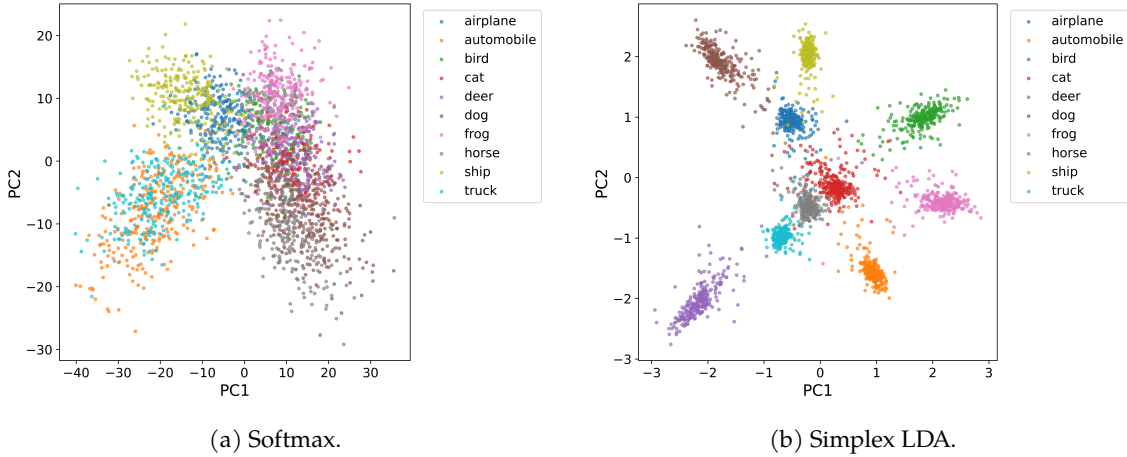 20
10
0
−10
−20
−30
PC2
−40
−30
−20
−10
0
10
20
30
PC1
airplane
automobile
bird
cat
deer
dog
frog
horse
ship
truck
(a) Softmax.
2
1
0
−1
−2
−3
PC2
−3
−2
−1
0
1
2
3
PC1
airplane
automobile
bird
cat
deer
dog
frog
horse
ship
truck
(b) Simplex LDA.